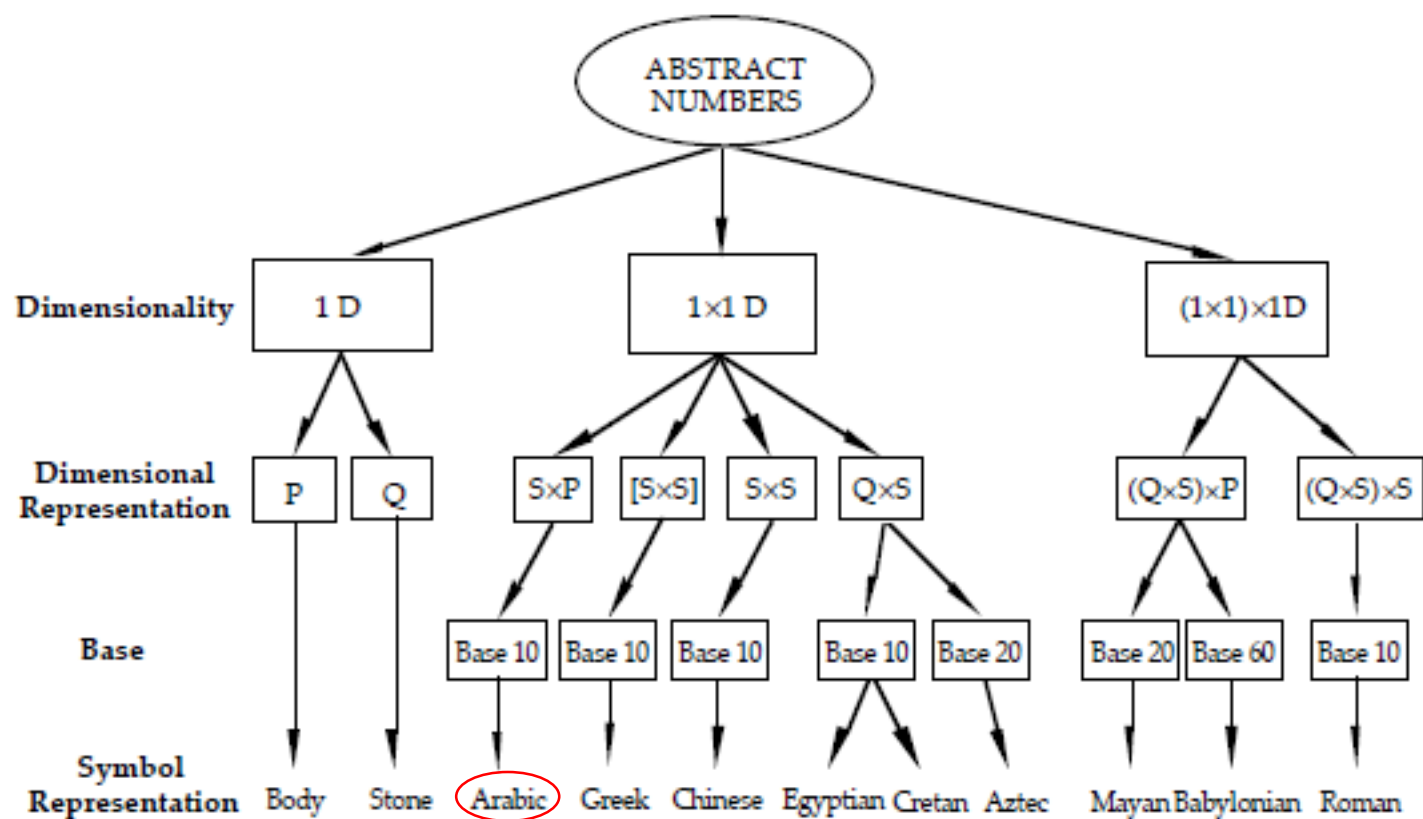 ABSTRACT
NUMBERS
Dimensionality
1 D
1×1 D
(1×1)×1D
Dimensional
Representation
P
Q
S×P
[S×S]
S×S
Q×S
(Q×S)×P
(Q×S)×S
Base
Base 10
Base 10
Base 10
Base 10
Base 20
Base 20
Base 60
Base 10
Symbol
Representation
Body
Stone
Arabic
Greek
Chinese
Egyptian
Cretan
Aztec
Mayan
Babylonian
Roman